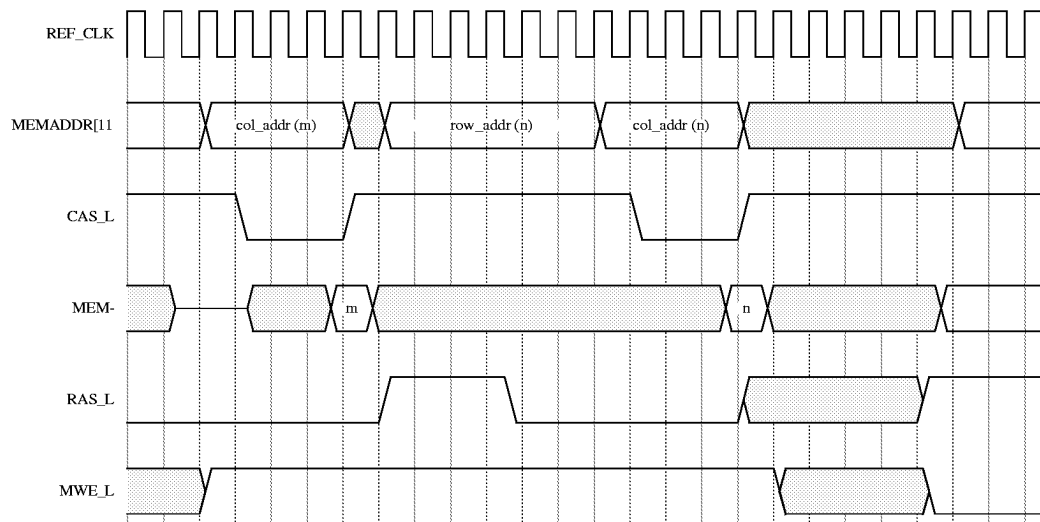 REF_CLK
MEMADDR[11
col_addr (m)
row_addr (n)
col_addr (n)
CAS_L
MEM-
m
n
RAS_L
MWE_L